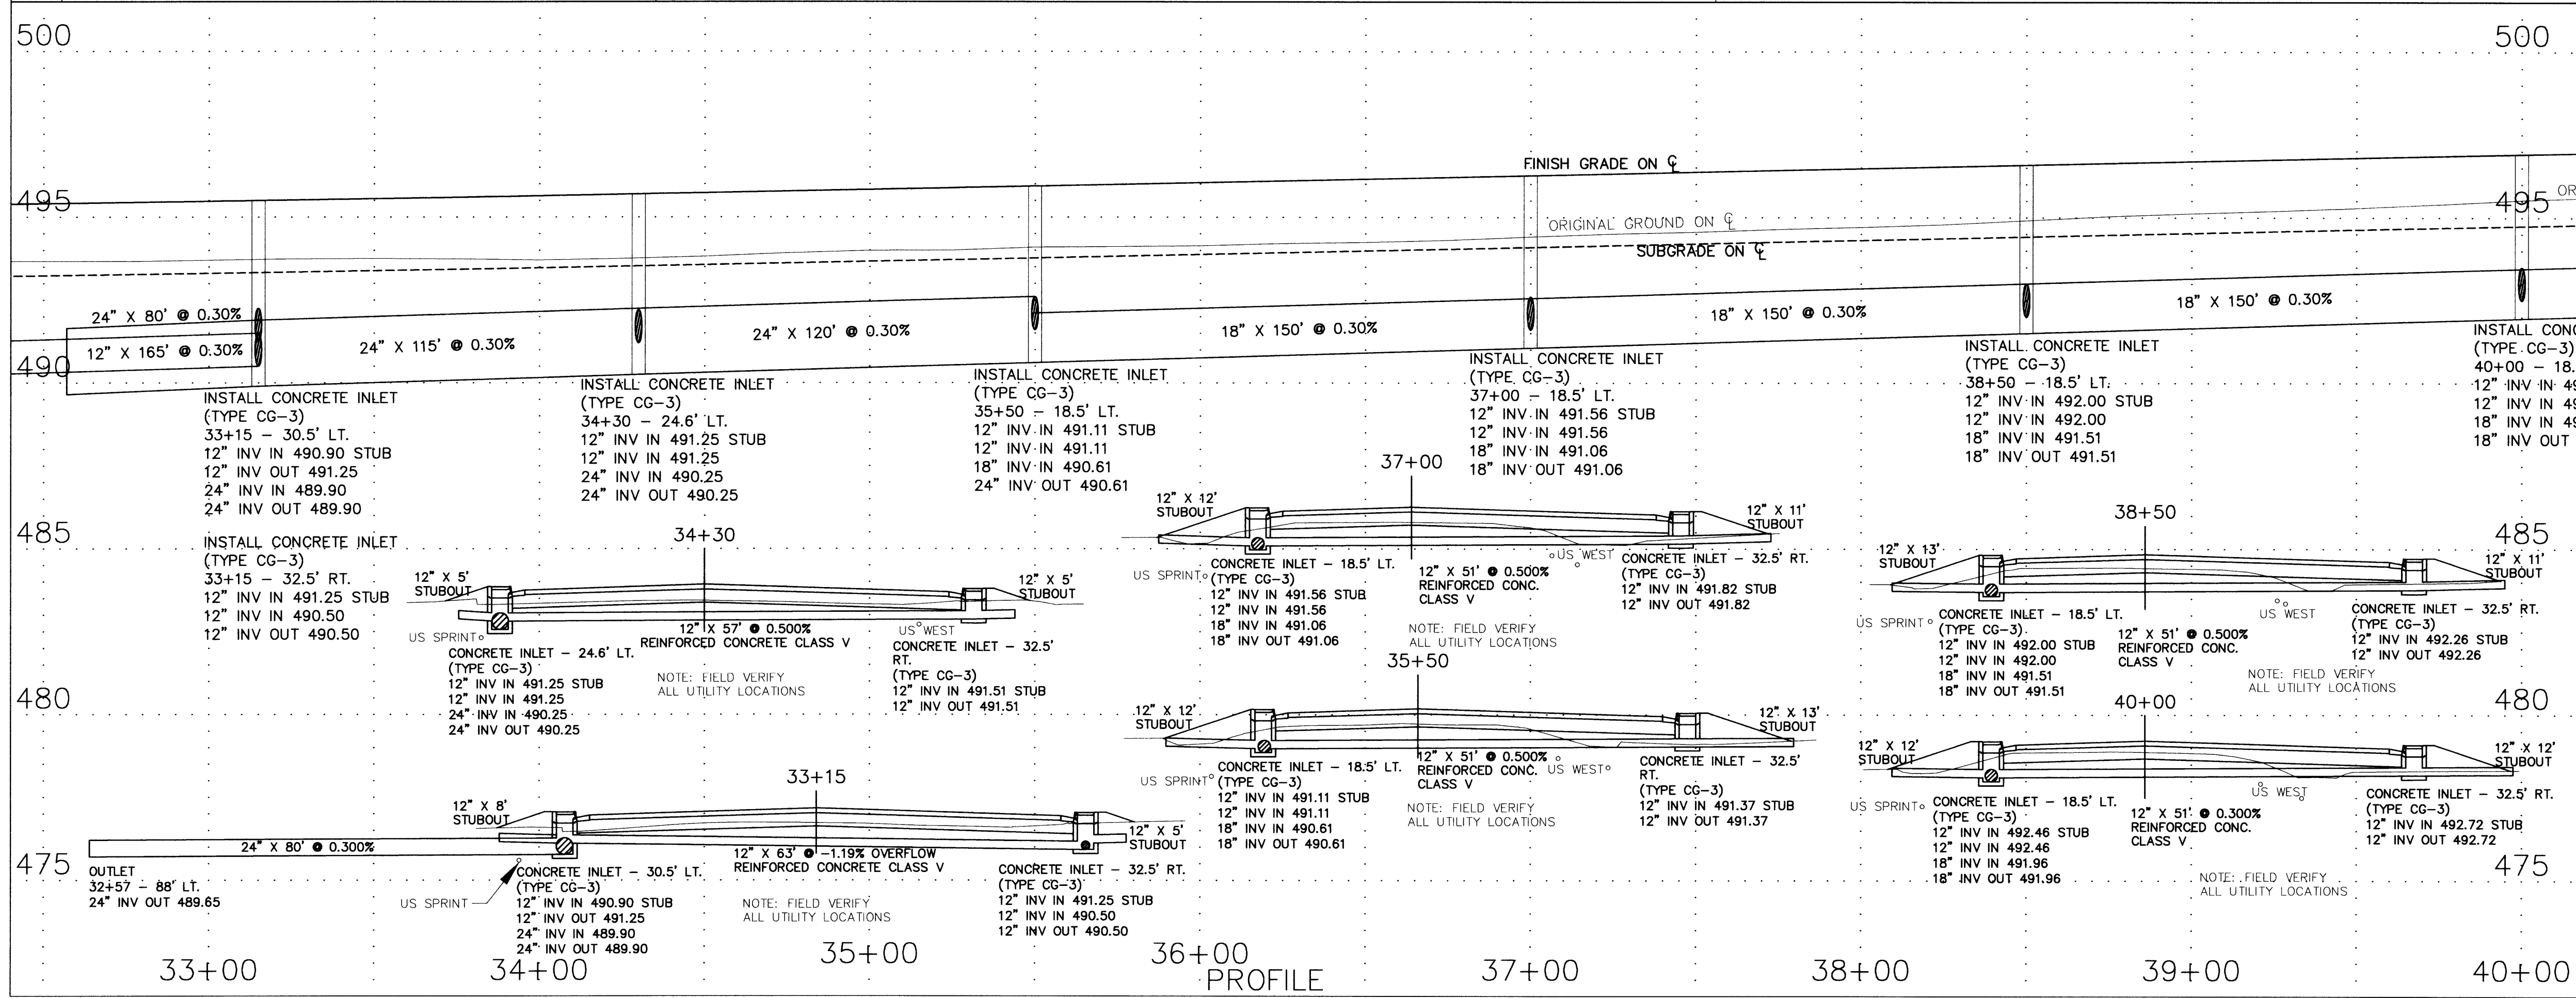 500
500
FINISH GRADE ON ℄
495
495
OR
ORIGINAL GROUND ON ℄
SUBGRADE ON ℄
24" X 80' @ 0.30%
12" X 165' @ 0.30%
24" X 115' @ 0.30%
24" X 120' @ 0.30%
18" X 150' @ 0.30%
18" X 150' @ 0.30%
18" X 150' @ 0.30%
490
INSTALL CONCRETE INLET
(TYPE CG-3)
33+15 - 30.5' LT.
12" INV IN 490.90 STUB
12" INV OUT 491.25
24" INV IN 489.90
24" INV OUT 489.90
INSTALL CONCRETE INLET
(TYPE CG-3)
33+15 - 32.5' RT.
12" INV IN 491.25 STUB
12" INV IN 490.50
12" INV OUT 490.50
INSTALL CONCRETE INLET
(TYPE CG-3)
34+30 - 24.6' LT.
12" INV IN 491.25 STUB
12" INV IN 491.25
24" INV IN 490.25
24" INV OUT 490.25
INSTALL CONCRETE INLET
(TYPE CG-3)
35+50 - 18.5' LT.
12" INV IN 491.11 STUB
12" INV IN 491.11
18" INV IN 490.61
24" INV OUT 490.61
INSTALL CONCRETE INLET
(TYPE CG-3)
37+00 - 18.5' LT.
12" INV IN 491.56 STUB
12" INV IN 491.56
18" INV IN 491.06
18" INV OUT 491.06
INSTALL CONCRETE INLET
(TYPE CG-3)
38+50 - 18.5' LT.
12" INV IN 492.00 STUB
12" INV IN 492.00
18" INV IN 491.51
18" INV OUT 491.51
INSTALL CONC
(TYPE CG-3)
40+00 - 18.
12" INV IN 49
12" INV IN 49
18" INV IN 49
18" INV OUT
485
485
34+30
12" X 5'
STUBOUT
12" X 5'
STUBOUT
US SPRINT
12" X 57' @ 0.500%
REINFORCED CONCRETE CLASS V
US WEST
CONCRETE INLET - 24.6' LT.
(TYPE CG-3)
12" INV IN 491.25 STUB
12" INV IN 491.25
24" INV IN 490.25
24" INV OUT 490.25
NOTE: FIELD VERIFY
ALL UTILITY LOCATIONS
CONCRETE INLET - 32.5'
RT.
(TYPE CG-3)
12" INV IN 491.51 STUB
12" INV OUT 491.51
37+00
12" X 12'
STUBOUT
12" X 11'
STUBOUT
US SPRINT
CONCRETE INLET - 18.5' LT.
(TYPE CG-3)
12" INV IN 491.56 STUB
12" INV IN 491.56
18" INV IN 491.06
18" INV OUT 491.06
12" X 51' @ 0.500%
REINFORCED CONC.
CLASS V
US WEST
NOTE: FIELD VERIFY
ALL UTILITY LOCATIONS
CONCRETE INLET - 32.5' RT.
(TYPE CG-3)
12" INV IN 491.82 STUB
12" INV OUT 491.82
38+50
12" X 13'
STUBOUT
12" X 11'
STUBOUT
US SPRINT
CONCRETE INLET - 18.5' LT.
(TYPE CG-3)
12" INV IN 492.00 STUB
12" INV IN 492.00
18" INV IN 491.51
18" INV OUT 491.51
12" X 51' @ 0.500%
REINFORCED CONC.
CLASS V
US WEST
NOTE: FIELD VERIFY
ALL UTILITY LOCATIONS
CONCRETE INLET - 32.5' RT.
(TYPE CG-3)
12" INV IN 492.26 STUB
12" INV OUT 492.26
480
480
35+50
12" X 12'
STUBOUT
12" X 13'
STUBOUT
US SPRINT
CONCRETE INLET - 18.5' LT.
(TYPE CG-3)
12" INV IN 491.11 STUB
12" INV IN 491.11
18" INV IN 490.61
18" INV OUT 490.61
12" X 51' @ 0.500%
REINFORCED CONC.
CLASS V
US WEST
NOTE: FIELD VERIFY
ALL UTILITY LOCATIONS
CONCRETE INLET - 32.5'
RT.
(TYPE CG-3)
12" INV IN 491.37 STUB
12" INV OUT 491.37
40+00
12" X 12'
STUBOUT
12" X 12'
STUBOUT
US SPRINT
CONCRETE INLET - 18.5' LT.
(TYPE CG-3)
12" INV IN 492.46 STUB
12" INV IN 492.46
18" INV IN 491.96
18" INV OUT 491.96
12" X 51' @ 0.300%
REINFORCED CONC.
CLASS V
US WEST
NOTE: FIELD VERIFY
ALL UTILITY LOCATIONS
CONCRETE INLET - 32.5' RT.
(TYPE CG-3)
12" INV IN 492.72 STUB
12" INV OUT 492.72
33+15
12" X 8'
STUBOUT
12" X 5'
STUBOUT
24" X 80' @ 0.300%
12" X 63' @ -1.19% OVERFLOW
REINFORCED CONCRETE CLASS V
475
475
OUTLET
32+57 - 88' LT.
24" INV OUT 489.65
US SPRINT
CONCRETE INLET - 30.5' LT.
(TYPE CG-3)
12" INV IN 490.90 STUB
12" INV OUT 491.25
24" INV IN 489.90
24" INV OUT 489.90
NOTE: FIELD VERIFY
ALL UTILITY LOCATIONS
CONCRETE INLET - 32.5' RT.
(TYPE CG-3)
12" INV IN 491.25 STUB
12" INV IN 490.50
12" INV OUT 490.50
33+00
34+00
35+00
36+00
37+00
38+00
39+00
40+00
PROFILE